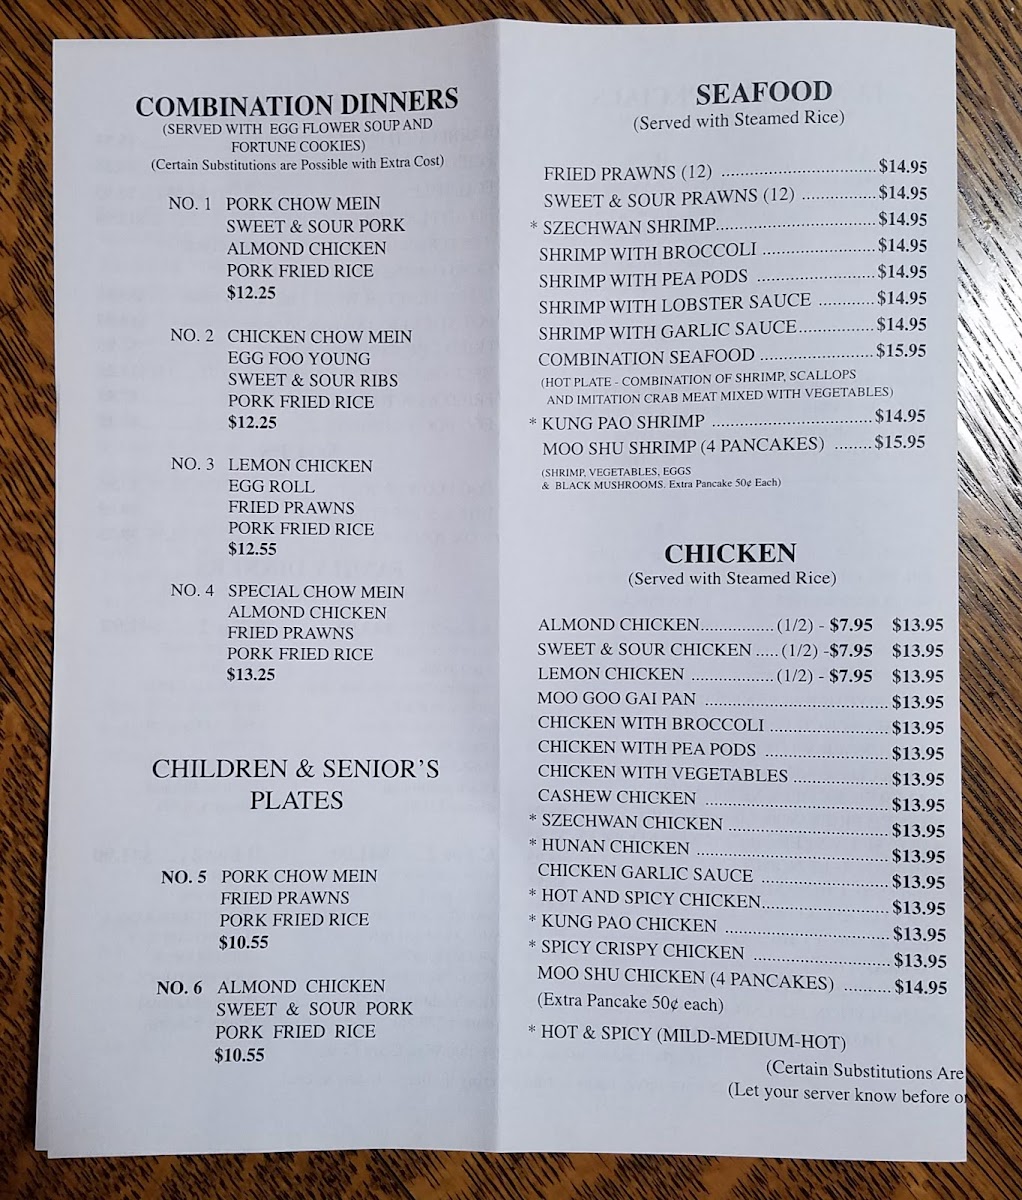 COMBINATION DINNERS
(SERVED WITH EGG FLOWER SOUP AND
FORTUNE COOKIES)
(Certain Substitutions are Possible with Extra Cost)
NO. 1 PORK CHOW MEIN
SWEET & SOUR PORK
ALMOND CHICKEN
PORK FRIED RICE
$12.25
NO. 2 CHICKEN CHOW MEIN
EGG FOO YOUNG
SWEET & SOUR RIBS
PORK FRIED RICE
$12.25
NO. 3 LEMON CHICKEN
EGG ROLL
FRIED PRAWNS
PORK FRIED RICE
$12.55
NO. 4 SPECIAL CHOW MEIN
ALMOND CHICKEN
FRIED PRAWNS
PORK FRIED RICE
$13.25
CHILDREN & SENIOR'S
PLATES
NO. 5 PORK CHOW MEIN
FRIED PRAWNS
PORK FRIED RICE
$10.55
NO. 6 ALMOND CHICKEN
SWEET & SOUR PORK
PORK FRIED RICE
$10.55
SEAFOOD
(Served with Steamed Rice)
FRIED PRAWNS (12) ................................$14.95
SWEET & SOUR PRAWNS (12) ................$14.95
* SZECHWAN SHRIMP.................................$14.95
SHRIMP WITH BROCCOLI ........................$14.95
SHRIMP WITH PEA PODS .........................$14.95
SHRIMP WITH LOBSTER SAUCE ............$14.95
SHRIMP WITH GARLIC SAUCE................$14.95
COMBINATION SEAFOOD ........................$15.95
(HOT PLATE - COMBINATION OF SHRIMP, SCALLOPS
AND IMITATION CRAB MEAT MIXED WITH VEGETABLES)
* KUNG PAO SHRIMP ..................................$14.95
MOO SHU SHRIMP (4 PANCAKES) ........$15.95
(SHRIMP, VEGETABLES, EGGS
& BLACK MUSHROOMS. Extra Pancake 50¢ Each)
CHICKEN
(Served with Steamed Rice)
ALMOND CHICKEN................(1/2) - $7.95 $13.95
SWEET & SOUR CHICKEN .....(1/2) -$7.95 $13.95
LEMON CHICKEN ..................(1/2) - $7.95 $13.95
MOO GOO GAI PAN .......................................$13.95
CHICKEN WITH BROCCOLI .........................$13.95
CHICKEN WITH PEA PODS ..........................$13.95
CHICKEN WITH VEGETABLES ....................$13.95
CASHEW CHICKEN .......................................$13.95
* SZECHWAN CHICKEN ..................................$13.95
* HUNAN CHICKEN .........................................$13.95
CHICKEN GARLIC SAUCE ...........................$13.95
* HOT AND SPICY CHICKEN...........................$13.95
* KUNG PAO CHICKEN ...................................$13.95
* SPICY CRISPY CHICKEN .............................$13.95
MOO SHU CHICKEN (4 PANCAKES) ..........$14.95
(Extra Pancake 50¢ each)
* HOT & SPICY (MILD-MEDIUM-HOT)
(Certain Substitutions Are
(Let your server know before